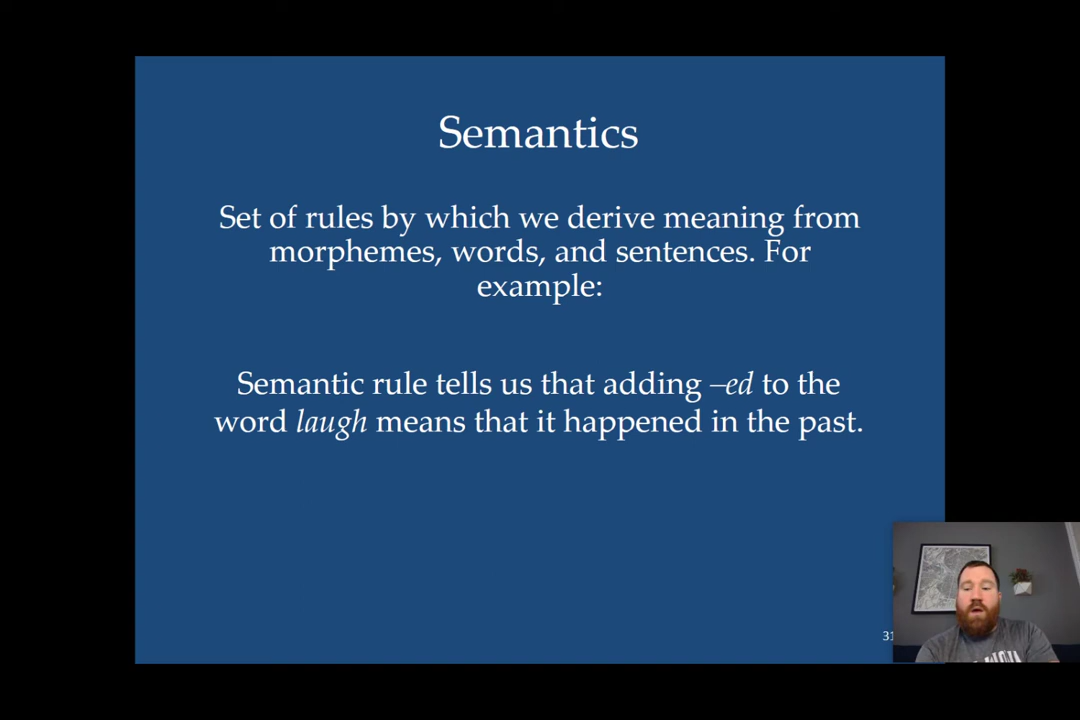 Semantics
Set of rules by which we derive meaning from
morphemes, words, and sentences. For
example:
Semantic rule tells us that adding –ed to the
word laugh means that it happened in the past.
31